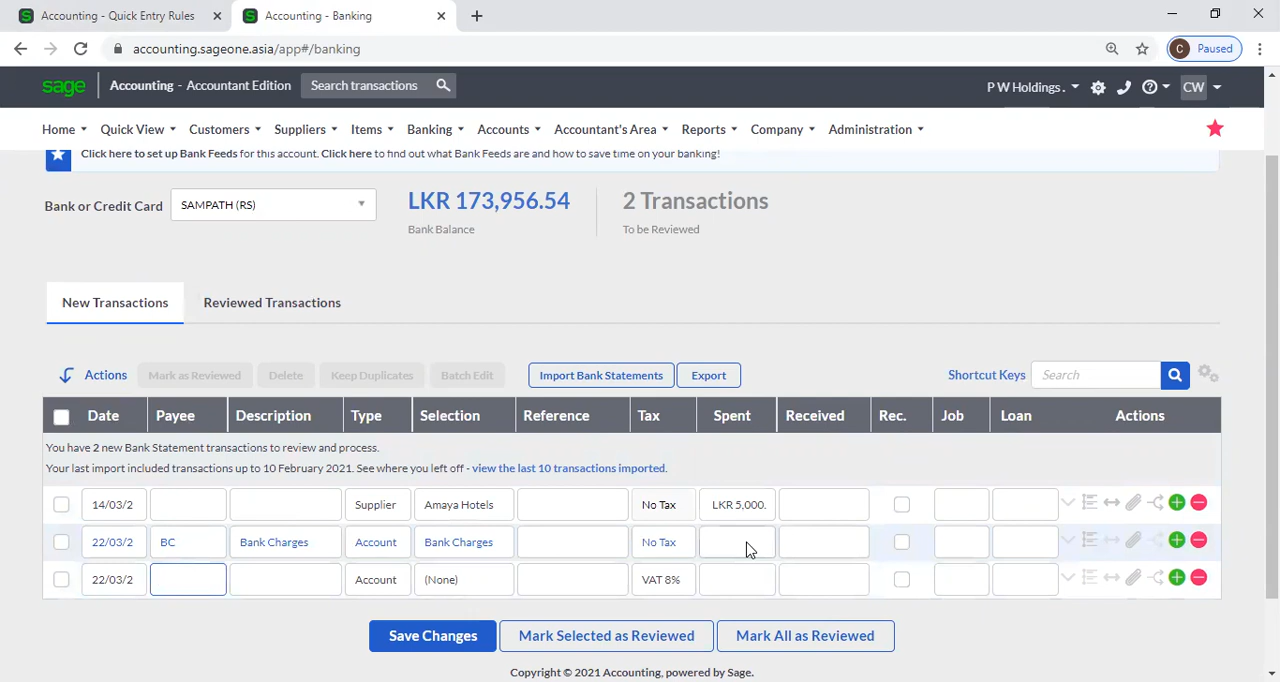 Accounting - Quick Entry Rules
Accounting - Banking
accounting.sageone.asia/app#/banking
C Paused
sage Accounting - Accountant Edition Search transactions P W Holdings . CW
Home Quick View Customers Suppliers Items Banking Accounts Accountant's Area Reports Company Administration
Click here to set up Bank Feeds for this account. Click here to find out what Bank Feeds are and how to save time on your banking!
Bank or Credit Card SAMPATH (RS) LKR 173,956.54 2 Transactions
Bank Balance To be Reviewed
New Transactions Reviewed Transactions
Actions Mark as Reviewed Delete Keep Duplicates Batch Edit Import Bank Statements Export Shortcut Keys Search
Date Payee Description Type Selection Reference Tax Spent Received Rec. Job Loan Actions
You have 2 new Bank Statement transactions to review and process.
Your last import included transactions up to 10 February 2021. See where you left off - view the last 10 transactions imported.
14/03/2 Supplier Amaya Hotels No Tax LKR 5,000.
22/03/2 BC Bank Charges Account Bank Charges No Tax
22/03/2 Account (None) VAT 8%
Save Changes Mark Selected as Reviewed Mark All as Reviewed
Copyright © 2021 Accounting, powered by Sage.